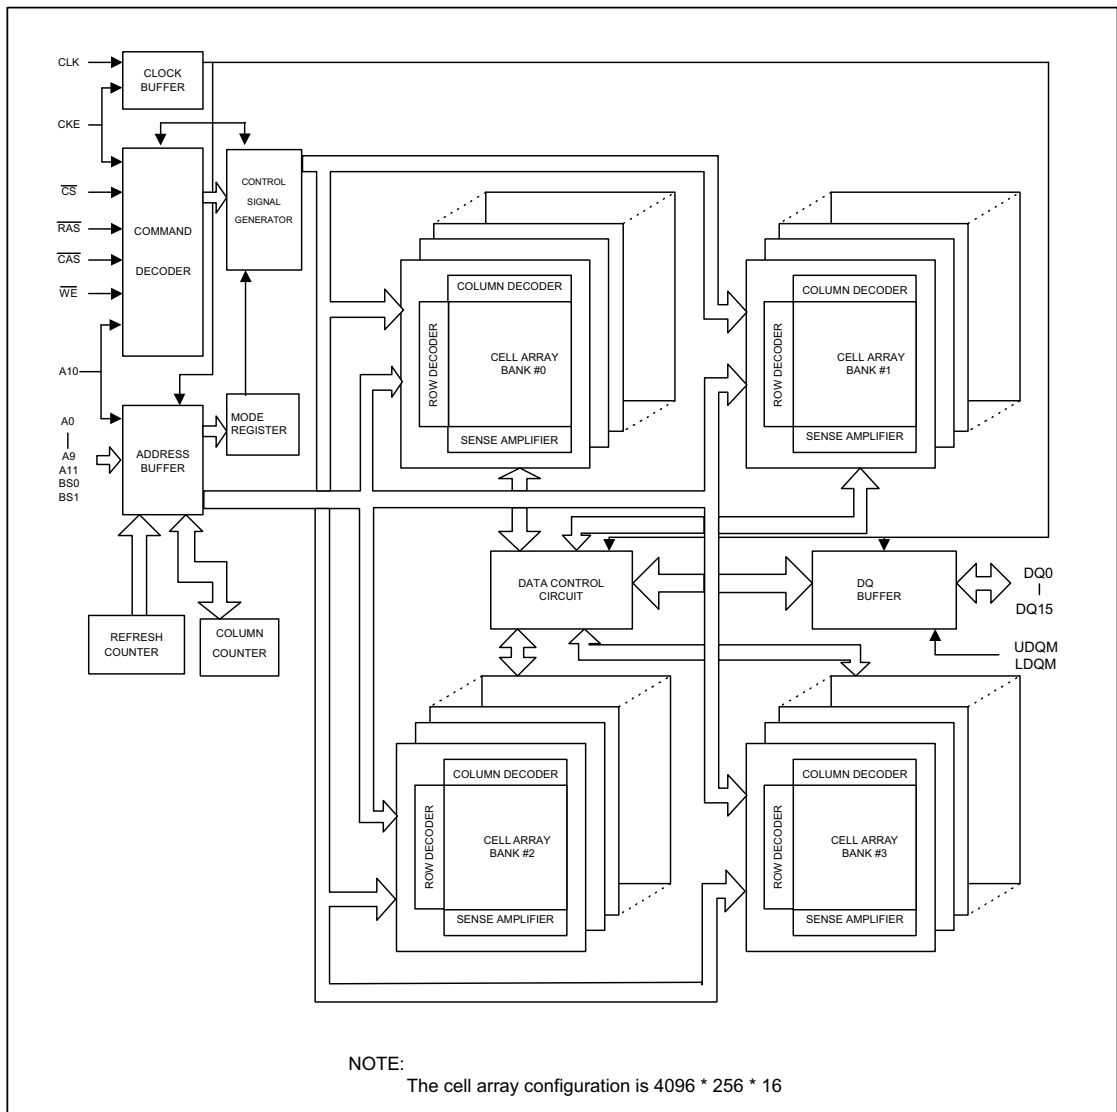 CLK
CLOCK
BUFFER
CKE
CS
RAS
CAS
WE
COMMAND
DECODER
CONTROL
SIGNAL
GENERATOR
A10
A0
A9
A11
BS0
BS1
ADDRESS
BUFFER
MODE
REGISTER
REFRESH
COUNTER
COLUMN
COUNTER
COLUMN DECODER
ROW DECODER
CELL ARRAY
BANK #0
SENSE AMPLIFIER
COLUMN DECODER
ROW DECODER
CELL ARRAY
BANK #1
SENSE AMPLIFIER
DATA CONTROL
CIRCUIT
DQ
BUFFER
DQ0
DQ15
UDQM
LDQM
COLUMN DECODER
ROW DECODER
CELL ARRAY
BANK #2
SENSE AMPLIFIER
COLUMN DECODER
ROW DECODER
CELL ARRAY
BANK #3
SENSE AMPLIFIER
NOTE:
The cell array configuration is 4096 * 256 * 16